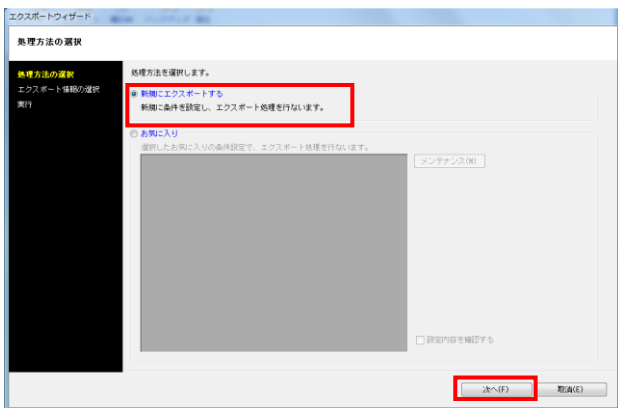 エクスポートウィザード
処理方法の選択
処理方法の選択
エクスポート情報の選択
実行
処理方法を選択します。
新規にエクスポートする
新規に条件を設定し、エクスポート処理を行ないます。
お気に入り
選択したお気に入りの条件設定で、エクスポート処理を行ないます。
メンテナンス(M)
設定内容を確認する
次へ(F)
取消(E)